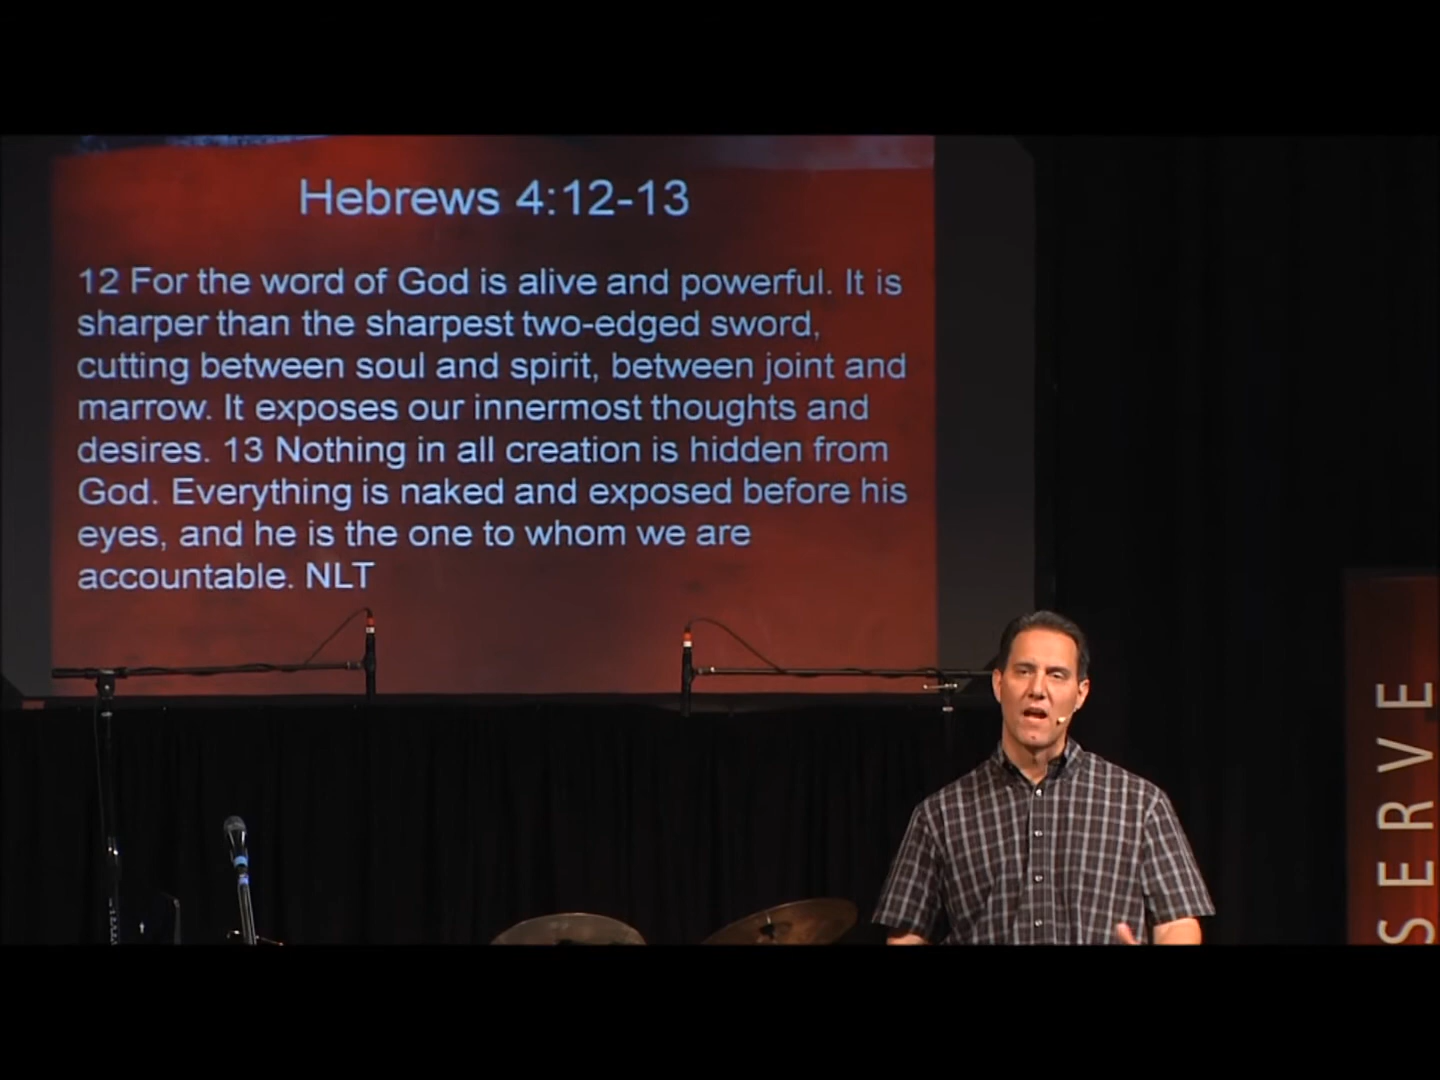 Hebrews 4:12-13
12 For the word of God is alive and powerful. It is
sharper than the sharpest two-edged sword,
cutting between soul and spirit, between joint and
marrow. It exposes our innermost thoughts and
desires. 13 Nothing in all creation is hidden from
God. Everything is naked and exposed before his
eyes, and he is the one to whom we are
accountable. NLT
SERVE